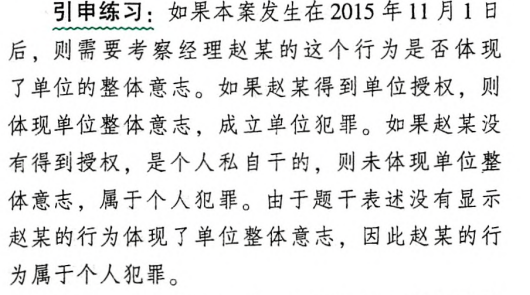 引申练习：如果本案发生在2015年11月1日
后，则需要考察经理赵某的这个行为是否体现
了单位的整体意志。如果赵某得到单位授权，则
体现单位整体意志，成立单位犯罪。如果赵某没
有得到授权，是个人私自干的，则未体现单位整
体意志，属于个人犯罪。由于题干表述没有显示
赵某的行为体现了单位整体意志，因此赵某的行
为属于个人犯罪。